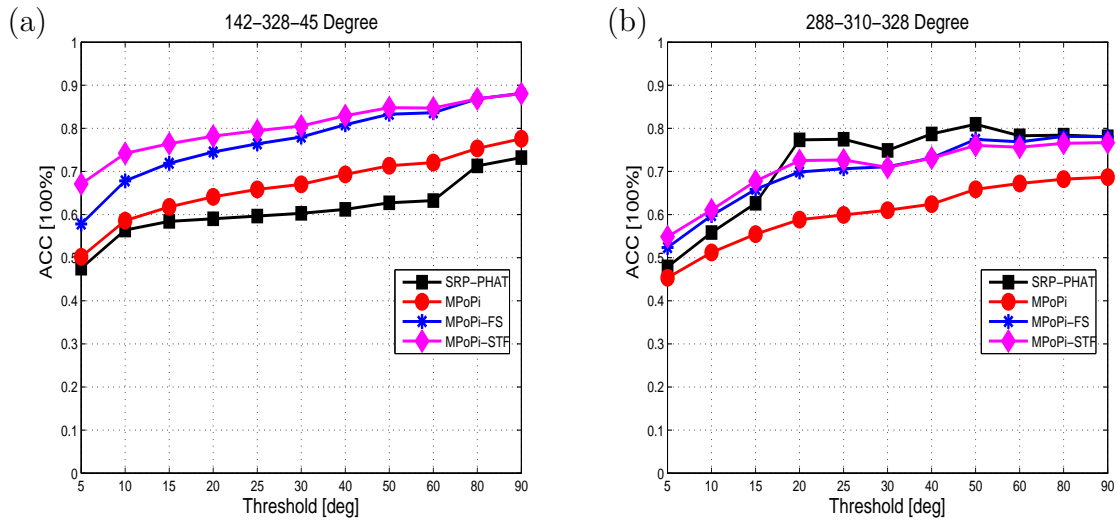 (a)
142−328−45 Degree
1
0.9
0.8
0.7
0.6
0.5
0.4
0.3
0.2
0.1
0
ACC [100%]
5 10 15 20 25 30 40 50 60 80 90
Threshold [deg]
SRP−PHAT
MPoPi
MPoPi−FS
MPoPi−STF
(b)
288−310−328 Degree
1
0.9
0.8
0.7
0.6
0.5
0.4
0.3
0.2
0.1
0
ACC [100%]
5 10 15 20 25 30 40 50 60 80 90
Threshold [deg]
SRP−PHAT
MPoPi
MPoPi−FS
MPoPi−STF